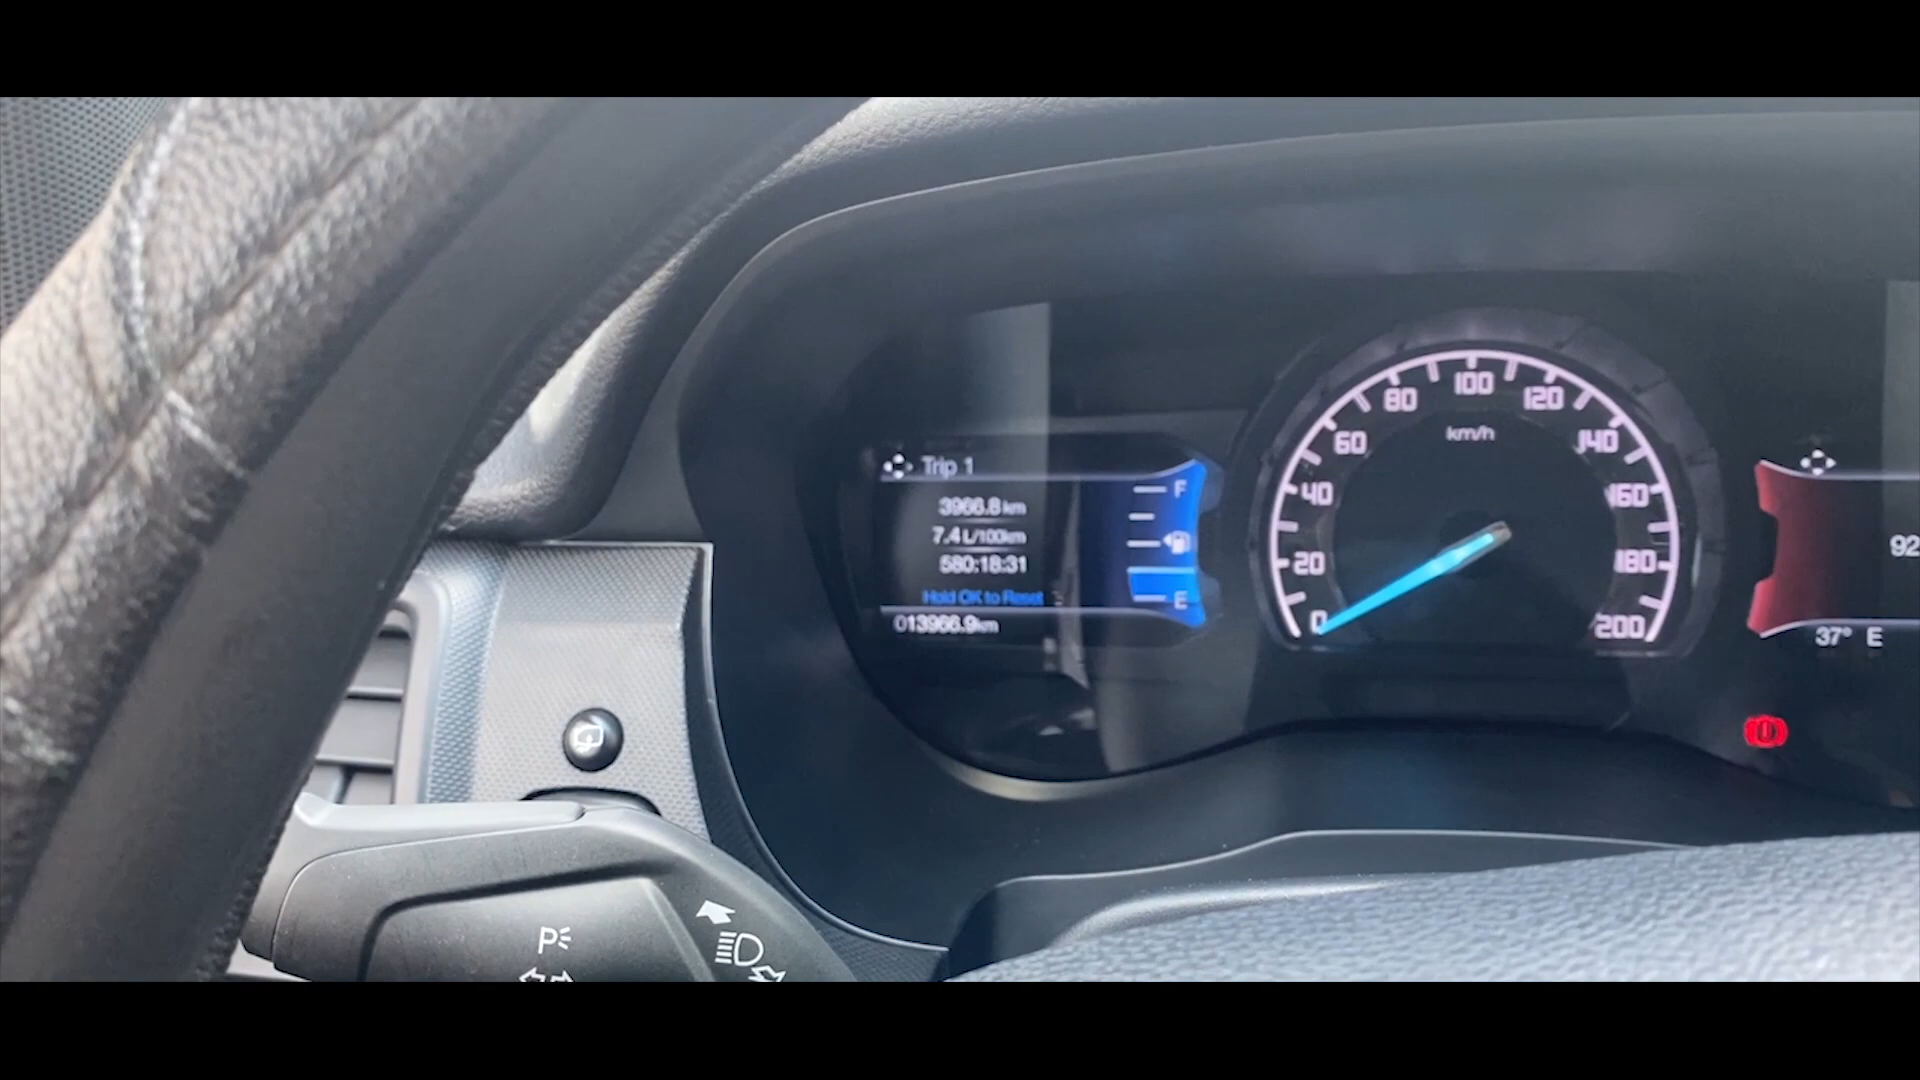 Trip 1
3966.8 km
7.4 L/100km
580:18:31
Hold OK to Reset
013966.9km
F
E
0
20
40
60
80
100
120
140
160
180
200
km/h
92
37° E
P